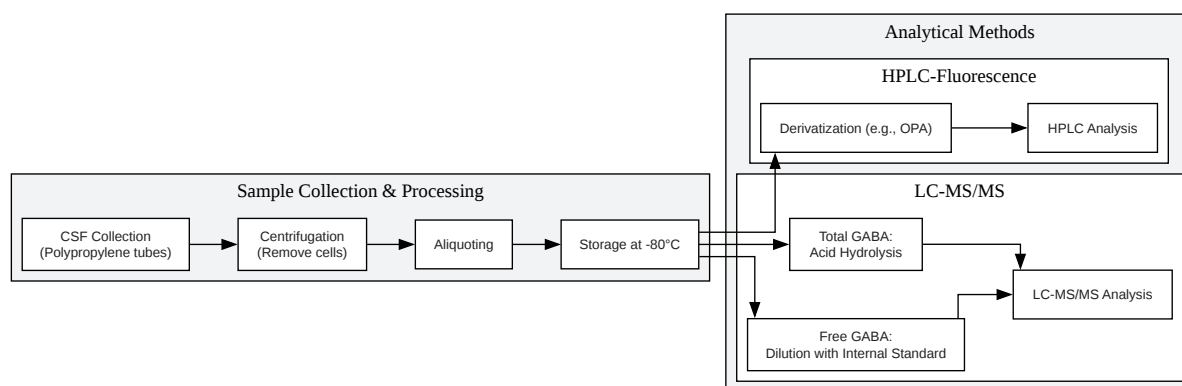 Analytical Methods
HPLC-Fluorescence
Derivatization (e.g., OPA)
HPLC Analysis
Sample Collection & Processing
CSF Collection
(Polypropylene tubes)
Centrifugation
(Remove cells)
Aliquoting
Storage at -80°C
LC-MS/MS
Total GABA:
Acid Hydrolysis
LC-MS/MS Analysis
Free GABA:
Dilution with Internal Standard